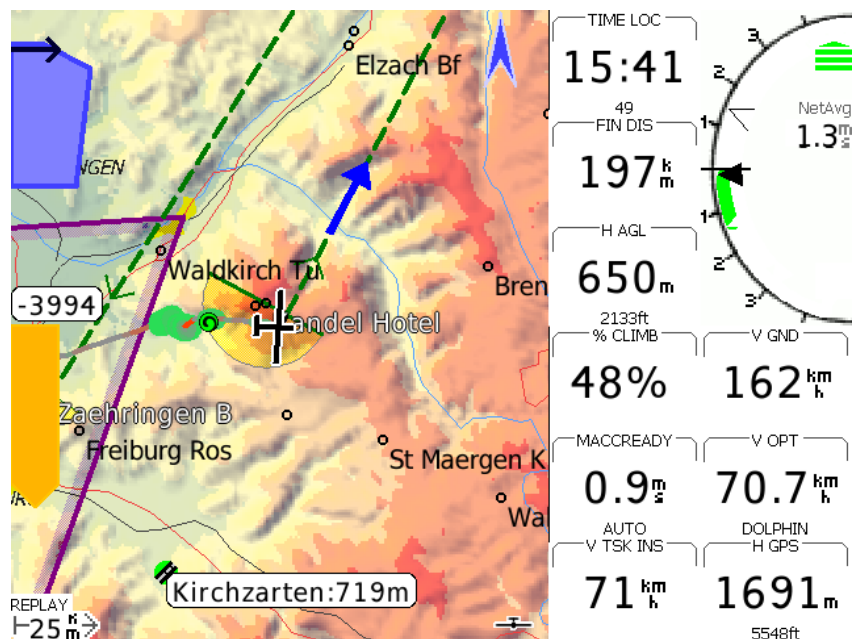 Elzach Bf
NGEN
Waldkirch Tu
-3994
andel Hotel
Bren
Zaehringen B
Freiburg Ros
St Maergen K
Wal
Kirchzarten:719m
REPLAY
25 km
TIME LOC
15:41
49
FIN DIS
197 km
H AGL
650 m
2133ft
% CLIMB
48%
V GND
162 km h
MACCREADY
0.9 m s
AUTO
V OPT
70.7 km h
DOLPHIN
V TSK INS
71 km h
H GPS
1691 m
5548ft
3
2
1
NetAvg
1.3 m s
1
2
3